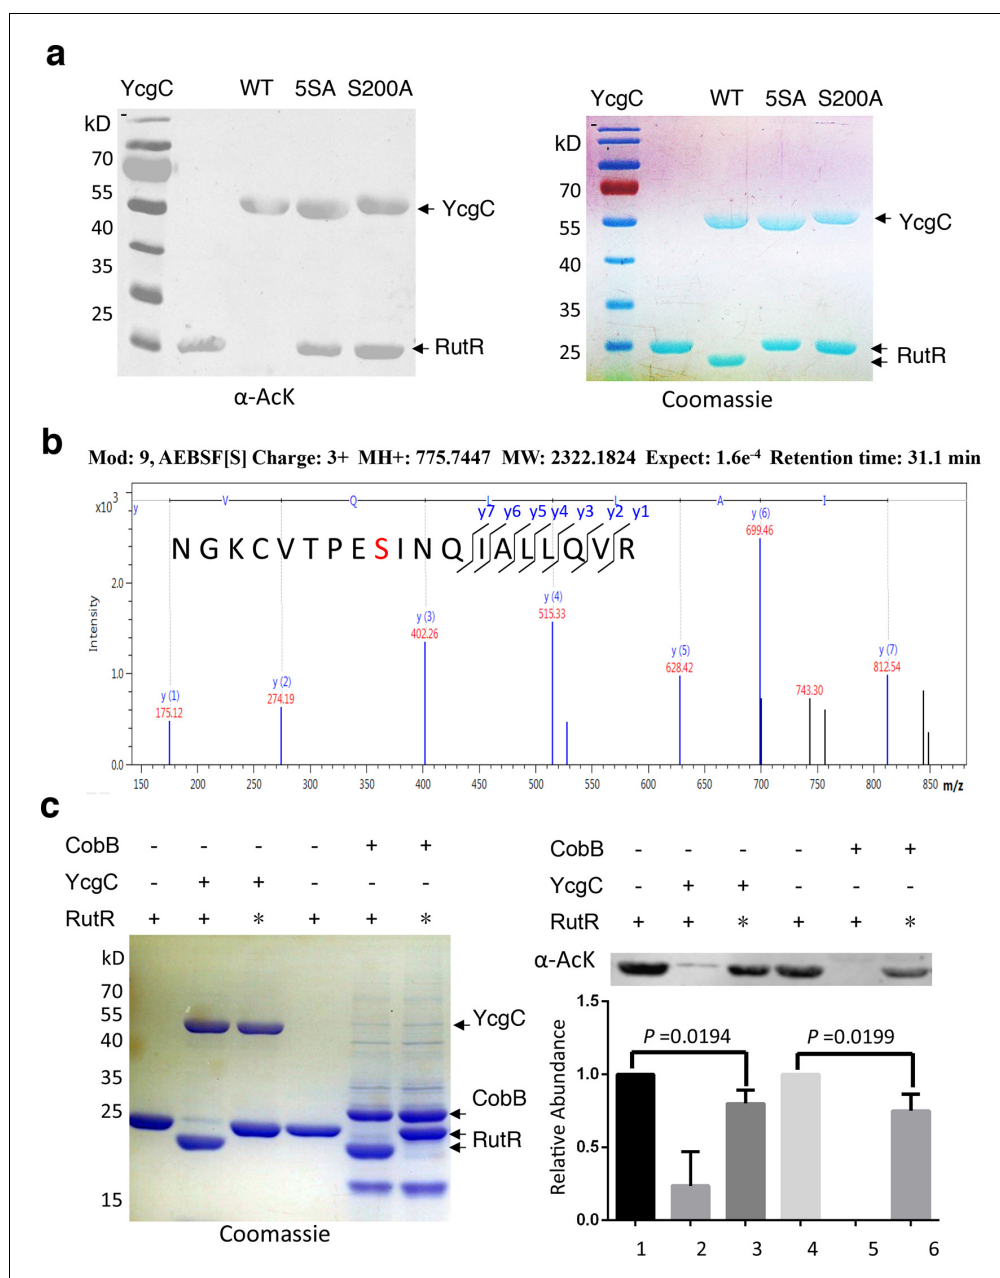 a
YcgC WT 5SA S200A
kD
70
55
40
35
25
YcgC
RutR
α-AcK
YcgC WT 5SA S200A
kD
70
55
40
35
25
YcgC
RutR
Coomassie
b
Mod: 9, AEBSF[S] Charge: 3+ MH+: 775.7447 MW: 2322.1824 Expect: 1.6e-4 Retention time: 31.1 min
x10³
y V Q L L A I
y7 y6 y5 y4 y3 y2 y1
NGKCVTPESINQIALLQVR
Intensity
2.0
1.0
0.0
y (1)
175.12
y (2)
274.19
y (3)
402.26
y (4)
515.33
y (5)
628.42
y (6)
699.46
743.30
y (7)
812.54
150 200 250 300 350 400 450 500 550 600 650 700 750 800 850 m/z
c
CobB - - - - + +
YcgC - + + - - -
RutR + + * + + *
kD
70
55
40
35
25
15
YcgC
CobB
RutR
Coomassie
CobB - - - - + +
YcgC - + + - - -
RutR + + * + + *
α-AcK
Relative Abundance
1.5
1.0
0.5
0.0
P =0.0194
P =0.0199
1 2 3 4 5 6